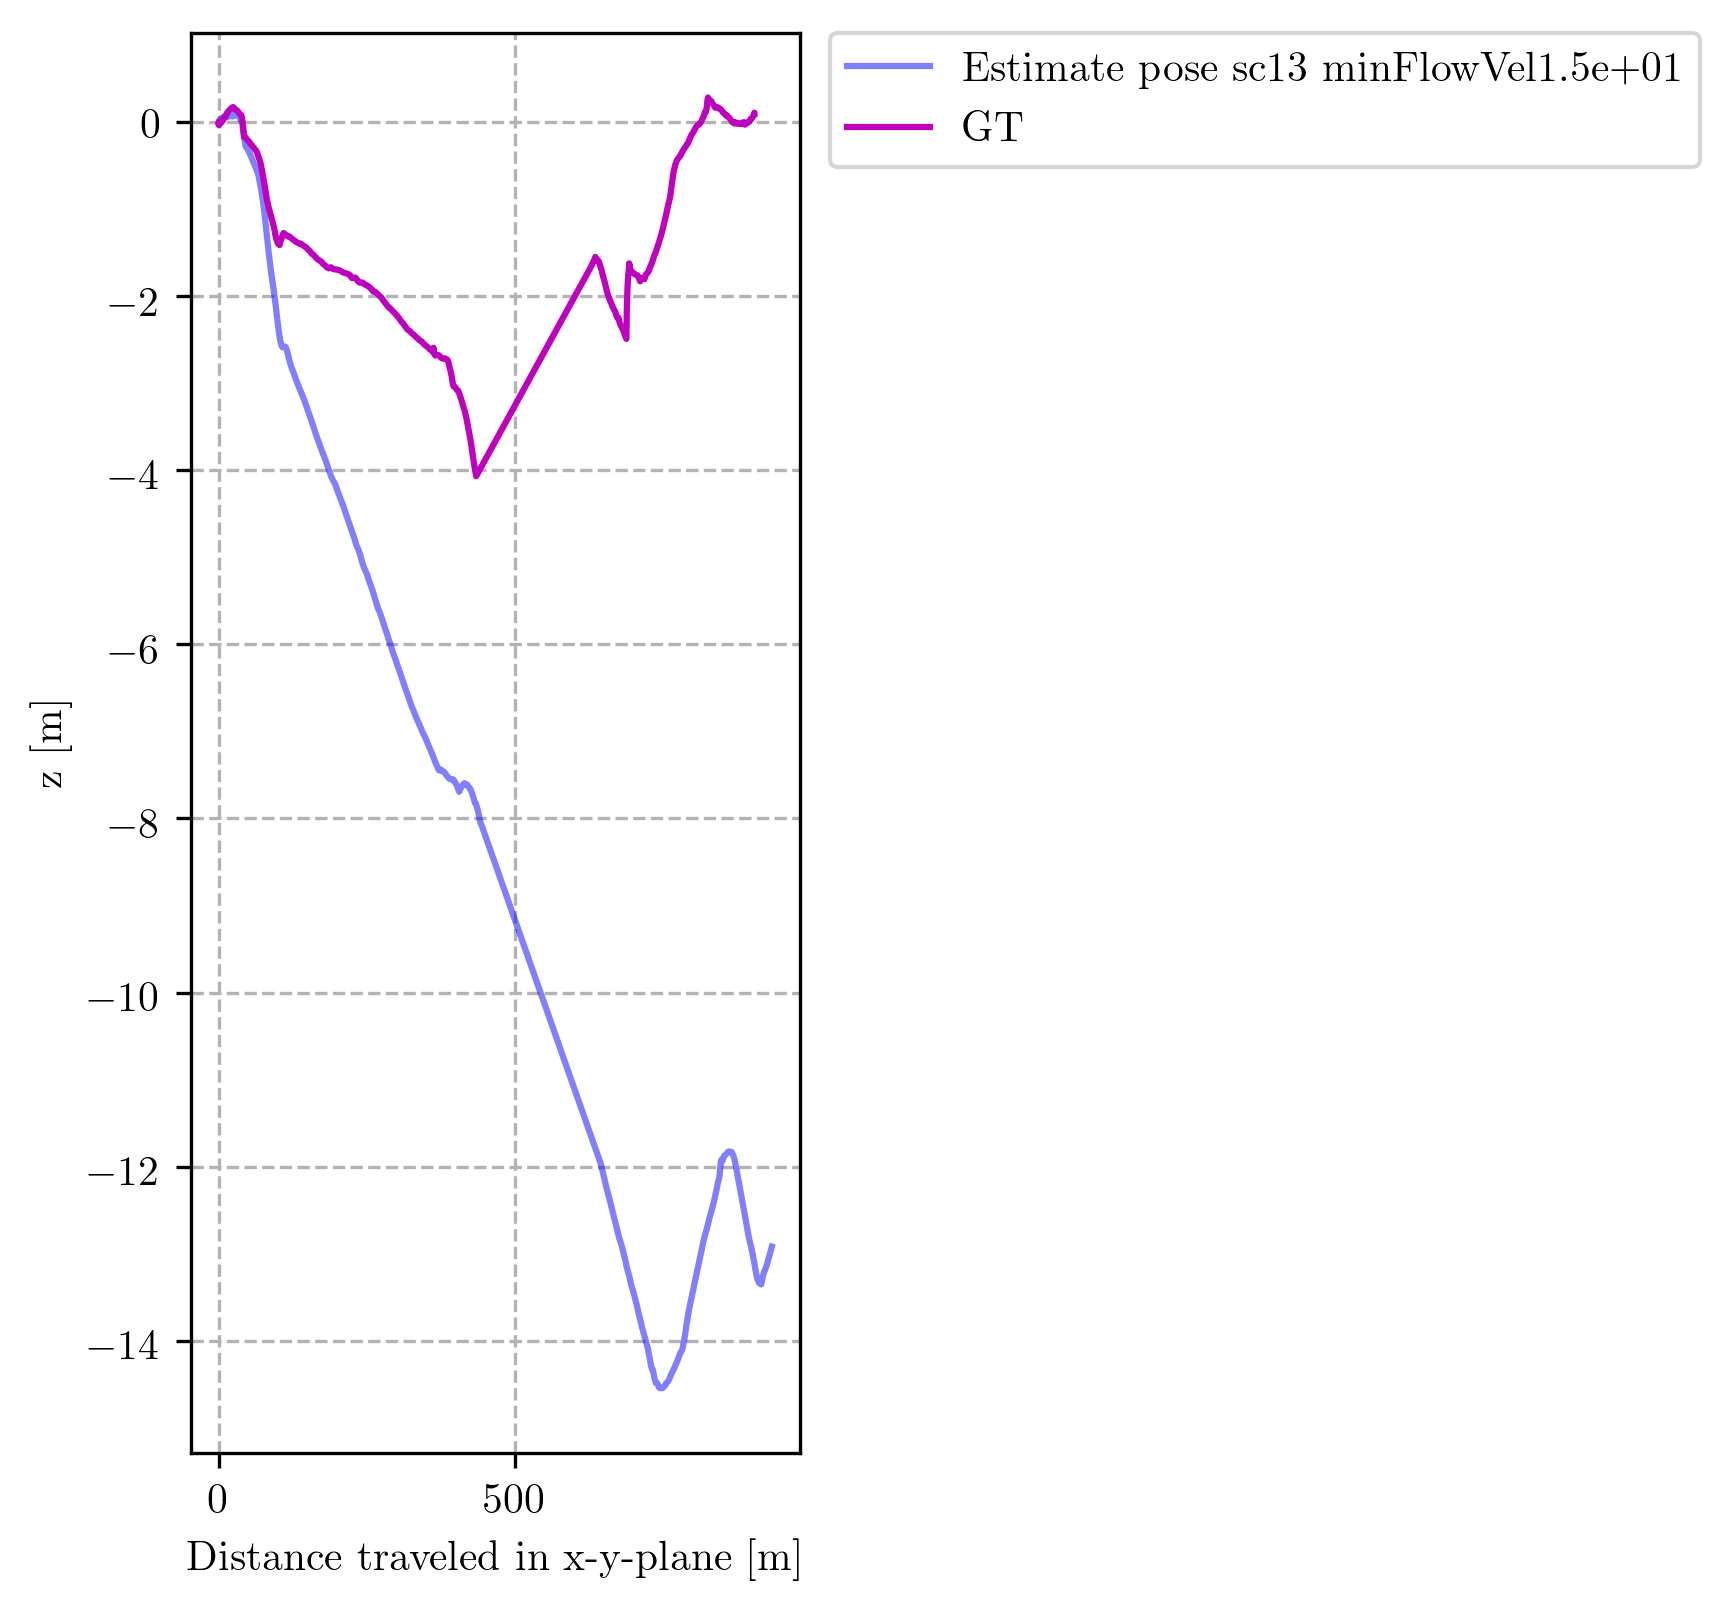 Estimate pose sc13 minFlowVel1.5e+01
GT
0
−2
−4
−6
−8
−10
−12
−14
z [m]
0 500
Distance traveled in x-y-plane [m]